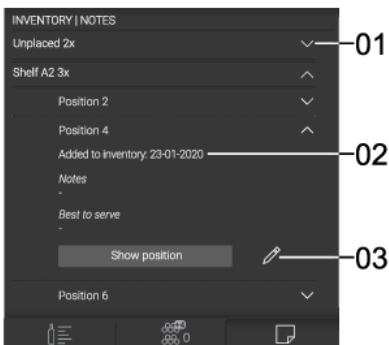 INVENTORY | NOTES
Unplaced 2x
01
Shelf A2 3x
Position 2
Position 4
Added to inventory: 23-01-2020
02
Notes
-
Best to serve
-
Show position
03
Position 6
0